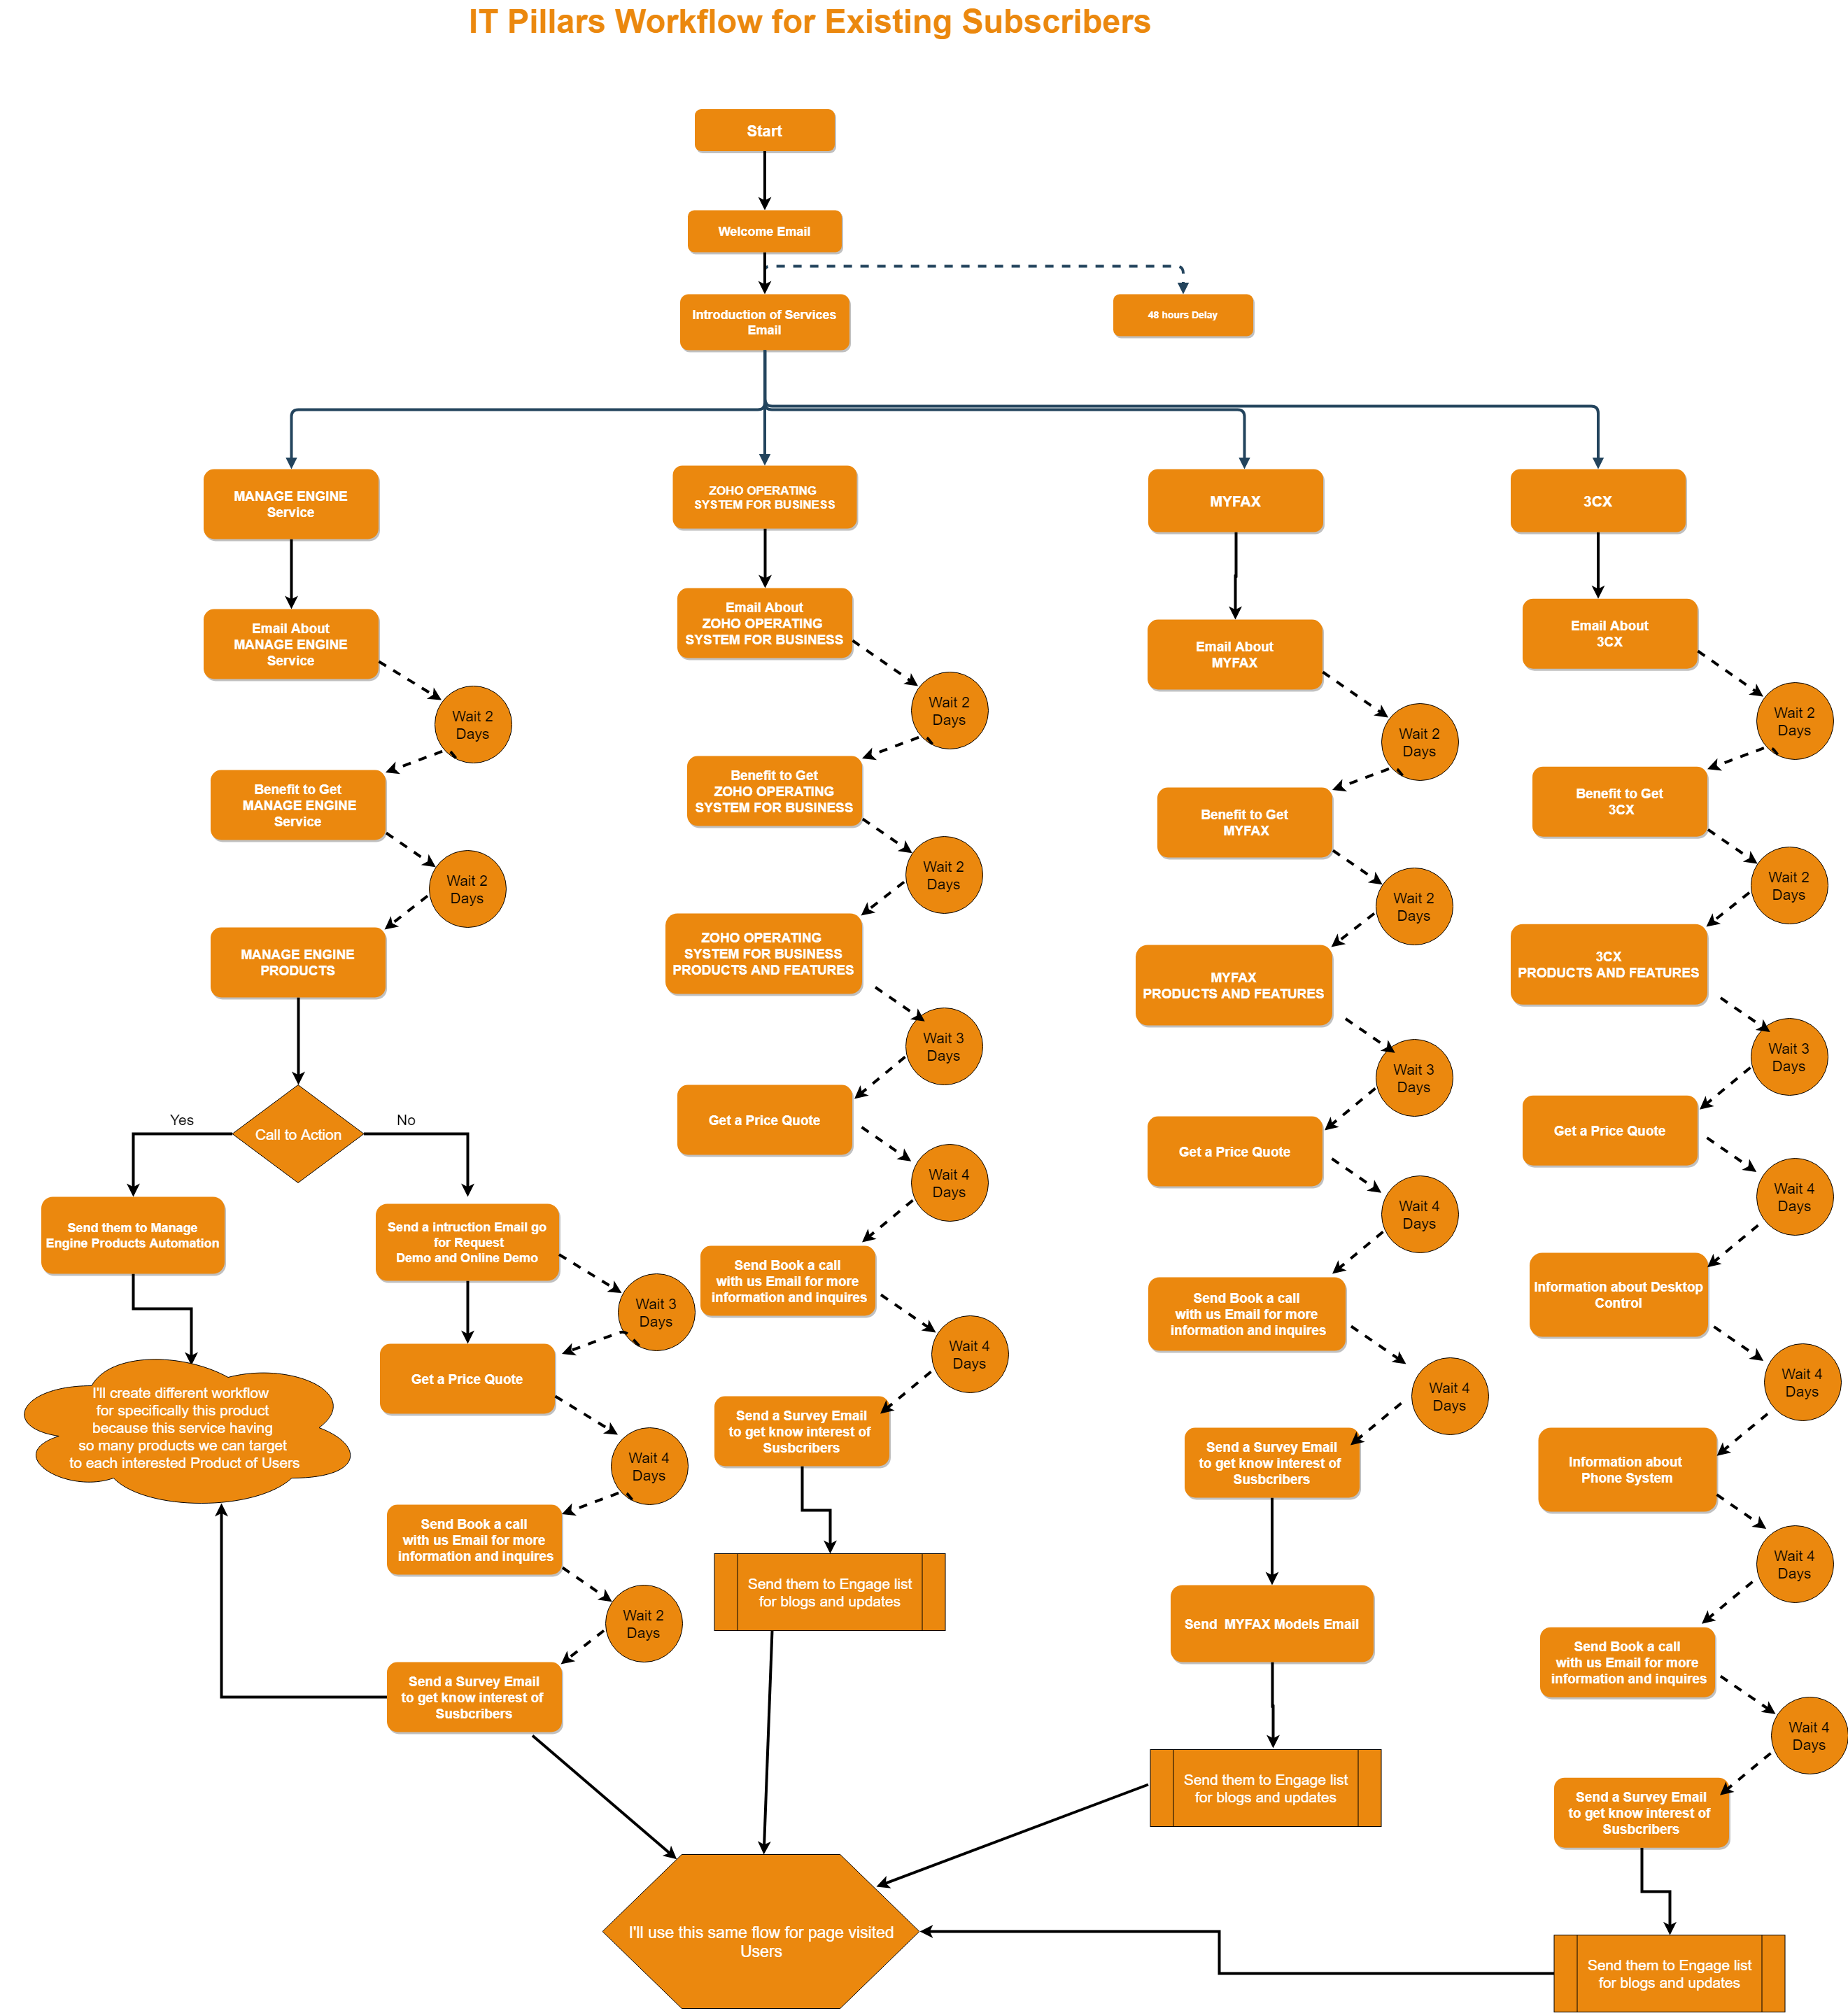 IT Pillars Workflow for Existing Subscribers
Start
Welcome Email
Introduction of Services
Email
48 hours Delay
MANAGE ENGINE
Service
Email About
MANAGE ENGINE
Service
Wait 2
Days
Benefit to Get
MANAGE ENGINE
Service
Wait 2
Days
MANAGE ENGINE
PRODUCTS
Call to Action
Yes
No
Send them to Manage
Engine Products Automation
I'll create different workflow
for specifically this product
because this service having
so many products we can target
to each interested Product of Users
Send a intruction Email go
for Request
Demo and Online Demo
Wait 3
Days
Get a Price Quote
Wait 4
Days
Send Book a call
with us Email for more
information and inquires
Wait 2
Days
Send a Survey Email
to get know interest of
Susbcribers
ZOHO OPERATING
SYSTEM FOR BUSINESS
Email About
ZOHO OPERATING
SYSTEM FOR BUSINESS
Wait 2
Days
Benefit to Get
ZOHO OPERATING
SYSTEM FOR BUSINESS
Wait 2
Days
ZOHO OPERATING
SYSTEM FOR BUSINESS
PRODUCTS AND FEATURES
Wait 3
Days
Get a Price Quote
Wait 4
Days
Send Book a call
with us Email for more
information and inquires
Wait 4
Days
Send a Survey Email
to get know interest of
Susbcribers
Send them to Engage list
for blogs and updates
MYFAX
Email About
MYFAX
Wait 2
Days
Benefit to Get
MYFAX
Wait 2
Days
MYFAX
PRODUCTS AND FEATURES
Wait 3
Days
Get a Price Quote
Wait 4
Days
Send Book a call
with us Email for more
information and inquires
Wait 4
Days
Send a Survey Email
to get know interest of
Susbcribers
Send  MYFAX Models Email
Send them to Engage list
for blogs and updates
3CX
Email About
3CX
Wait 2
Days
Benefit to Get
3CX
Wait 2
Days
3CX
PRODUCTS AND FEATURES
Wait 3
Days
Get a Price Quote
Wait 4
Days
Information about Desktop
Control
Wait 4
Days
Information about
Phone System
Wait 4
Days
Send Book a call
with us Email for more
information and inquires
Wait 4
Days
Send a Survey Email
to get know interest of
Susbcribers
Send them to Engage list
for blogs and updates
I'll use this same flow for page visited
Users